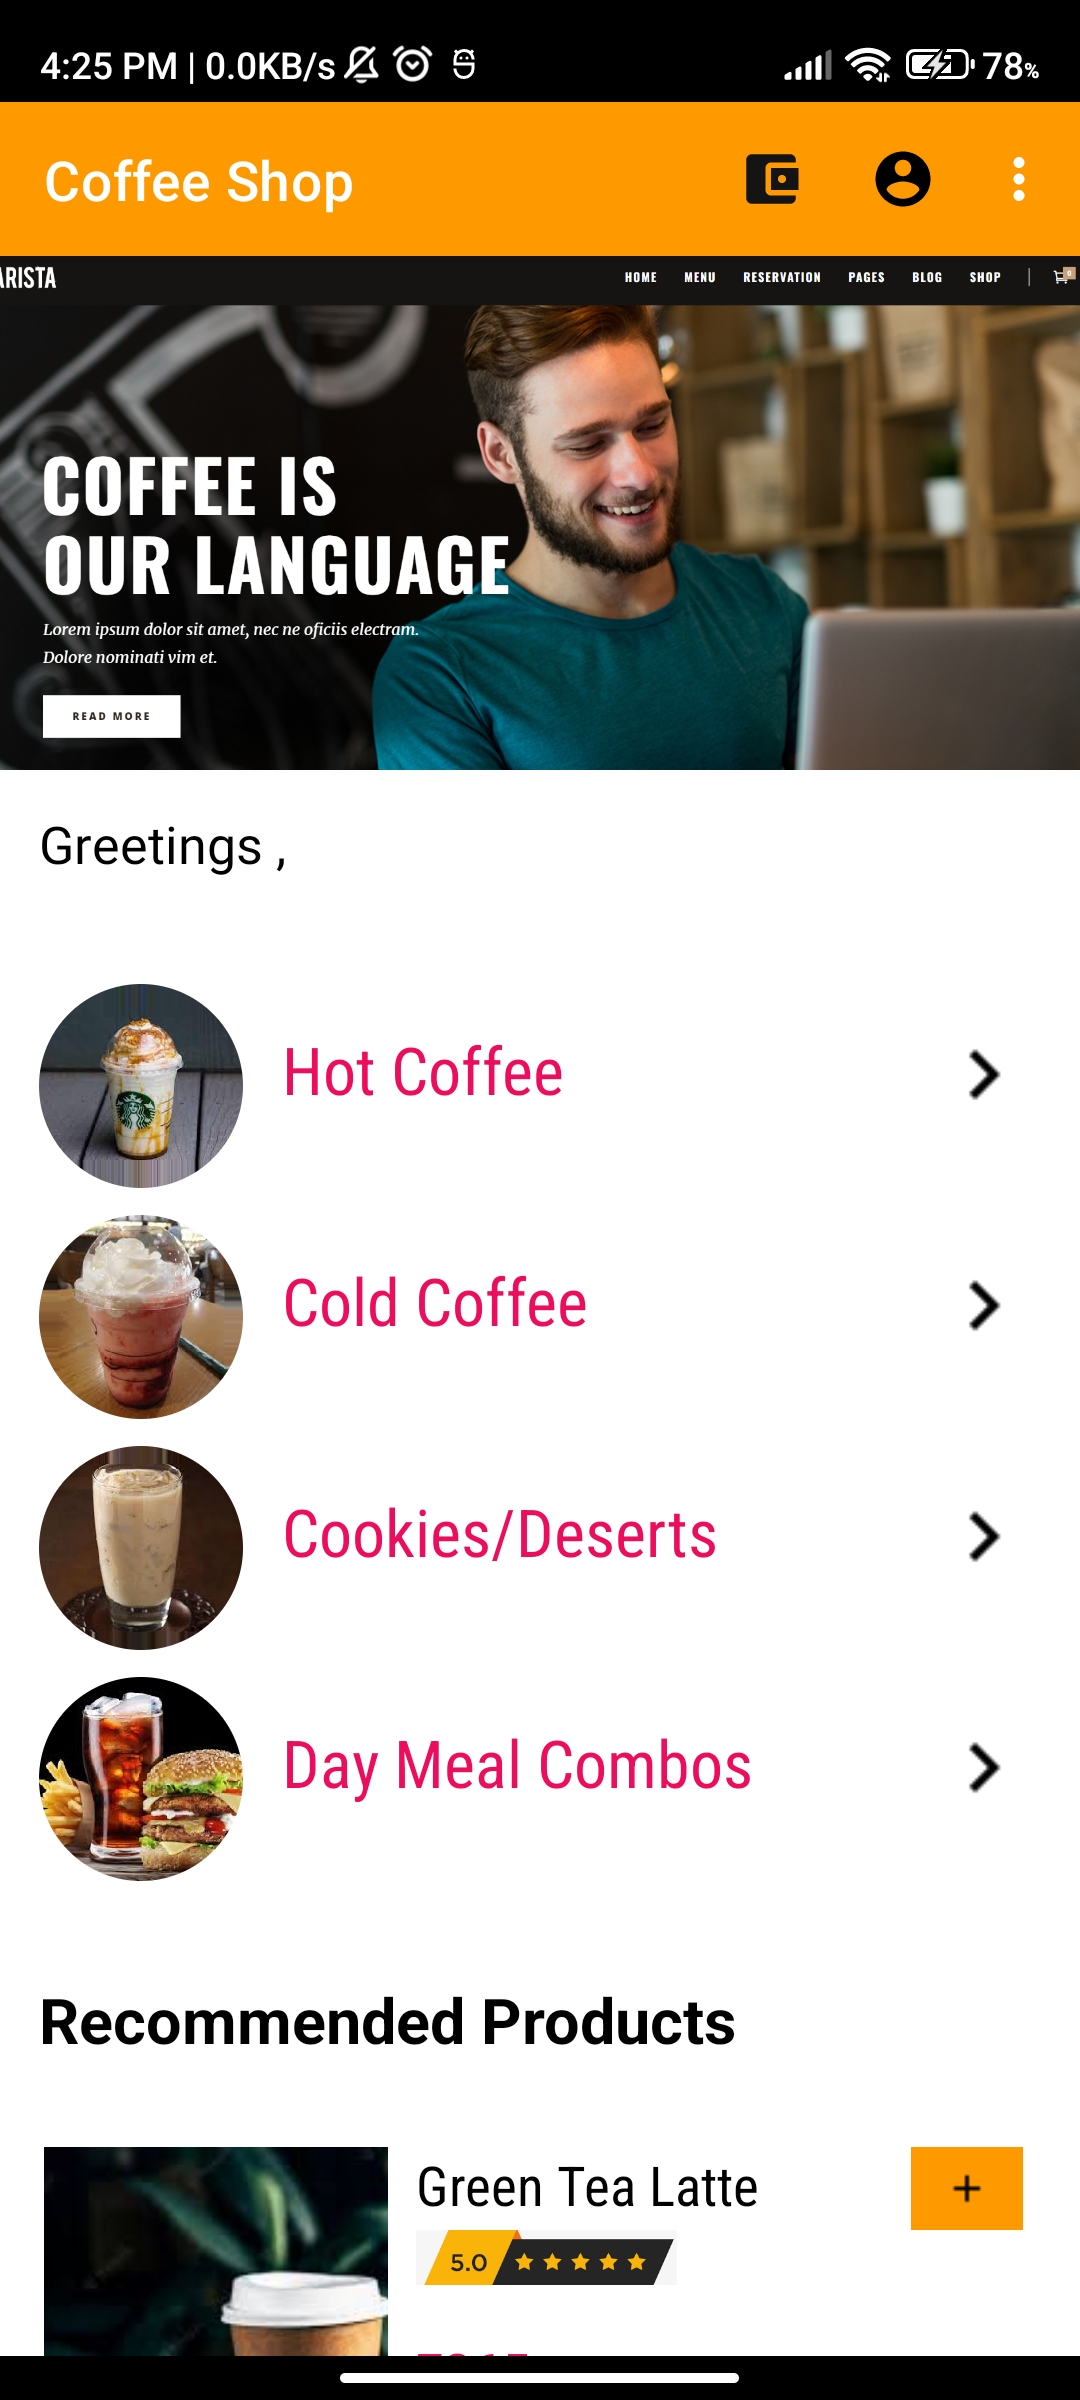 4:25 PM | 0.0KB/s 78%
Coffee Shop
ARISTA HOME MENU RESERVATION PAGES BLOG SHOP 0
COFFEE IS
OUR LANGUAGE
Lorem ipsum dolor sit amet, nec ne oficiis electram.
Dolore nominati vim et.
READ MORE
Greetings ,
Hot Coffee
Cold Coffee
Cookies/Deserts
Day Meal Combos
Recommended Products
Green Tea Latte +
5.0